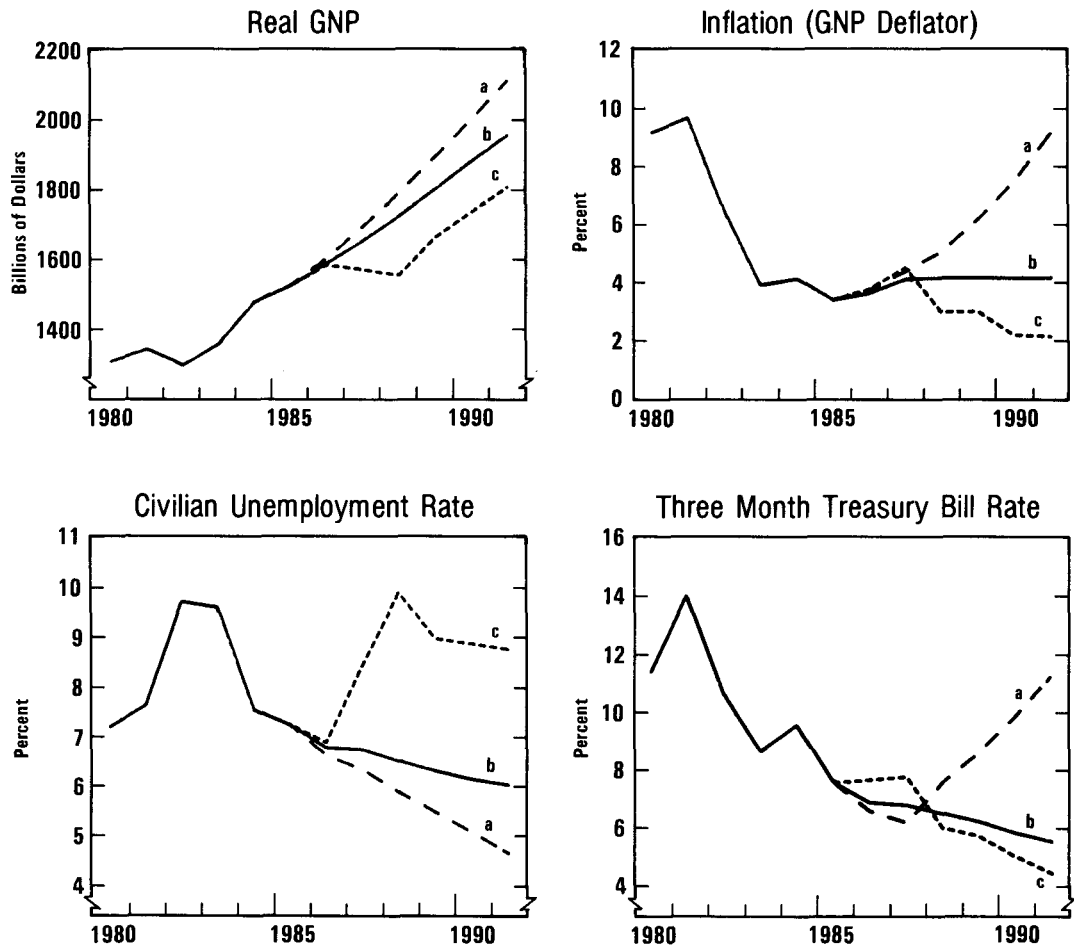 Real GNP
2200
2000
1800
1600
1400
Billions of Dollars
a
b
c
1980
1985
1990
Inflation (GNP Deflator)
12
10
8
6
4
2
0
Percent
a
b
c
1980
1985
1990
Civilian Unemployment Rate
11
10
9
8
7
6
5
4
Percent
c
b
a
1980
1985
1990
Three Month Treasury Bill Rate
16
14
12
10
8
6
4
Percent
a
b
c
1980
1985
1990